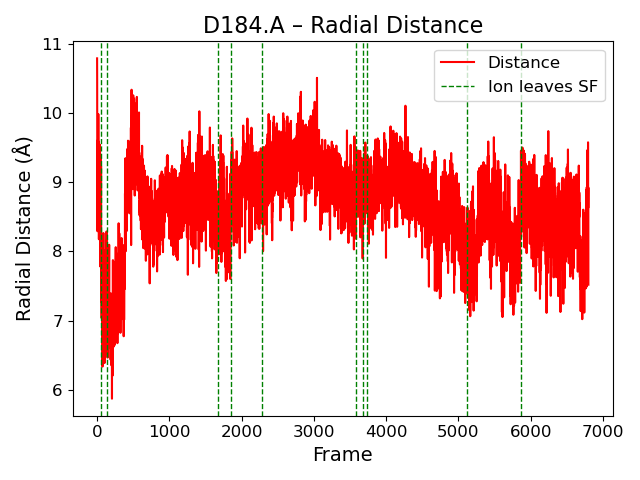 D184.A – Radial Distance
Radial Distance (Å)
11
10
9
8
7
6
Distance
Ion leaves SF
0 1000 2000 3000 4000 5000 6000 7000
Frame